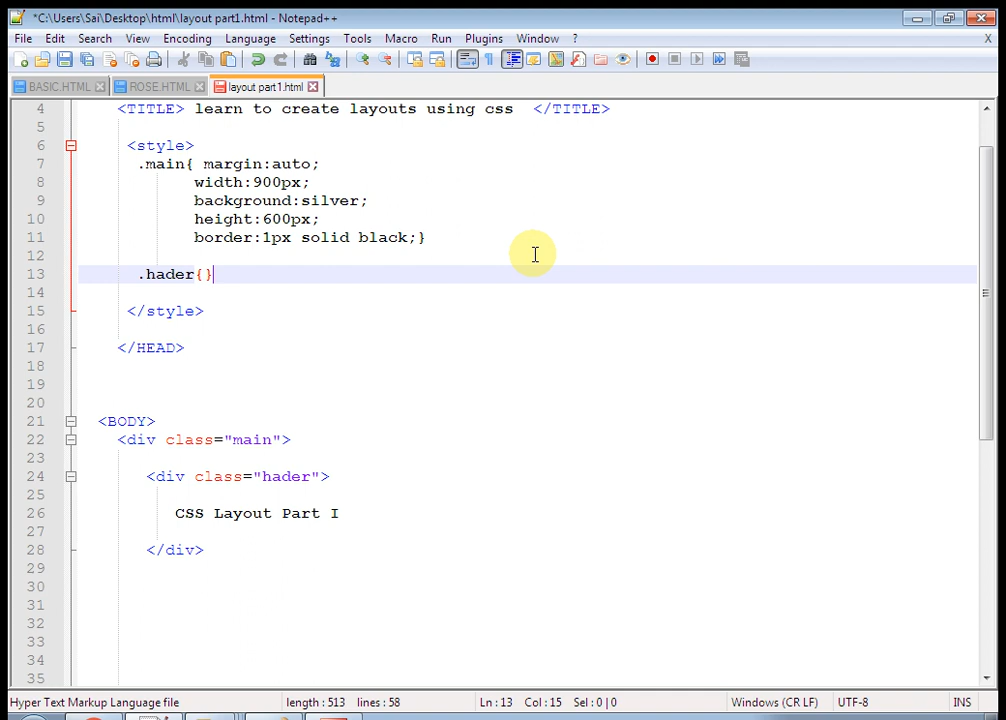 *C:\Users\Sai\Desktop\html\layout part1.html - Notepad++
File Edit Search View Encoding Language Settings Tools Macro Run Plugins Window ? X
BASIC.HTML ROSE HTML layout part1.html
4 <TITLE> learn to create layouts using css </TITLE>
5
6 <style>
7 .main{ margin:auto;
8 width:900px;
9 background:silver;
10 height:600px;
11 border:1px solid black;}
12
13 .hader{}
14
15 </style>
16
17 </HEAD>
18
19
20
21 <BODY>
22 <div class="main">
23
24 <div class="hader">
25
26 CSS Layout Part I
27
28 </div>
29
30
31
32
33
34
35
Hyper Text Markup Language file length : 513 lines : 58 Ln : 13 Col : 15 Sel : 0 | 0 Windows (CR LF) UTF-8 INS